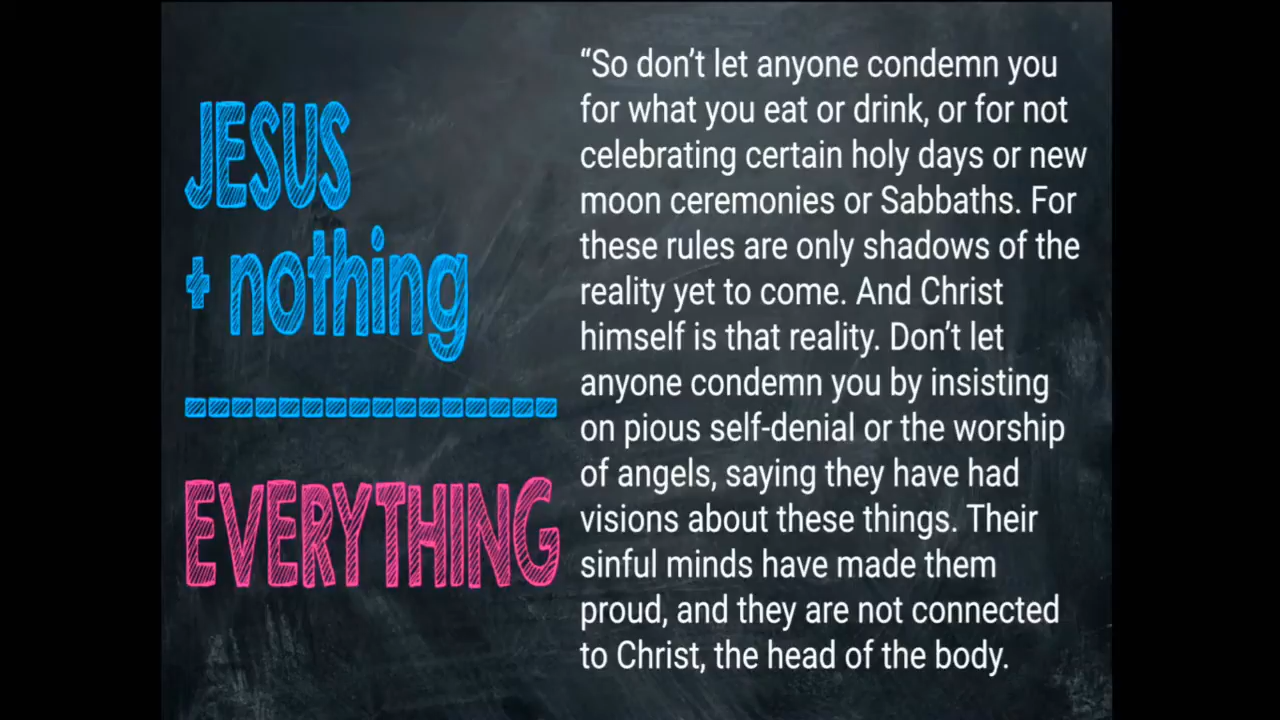 JESUS
+ nothing
----------------
EVERYTHING
“So don’t let anyone condemn you
for what you eat or drink, or for not
celebrating certain holy days or new
moon ceremonies or Sabbaths. For
these rules are only shadows of the
reality yet to come. And Christ
himself is that reality. Don’t let
anyone condemn you by insisting
on pious self-denial or the worship
of angels, saying they have had
visions about these things. Their
sinful minds have made them
proud, and they are not connected
to Christ, the head of the body.